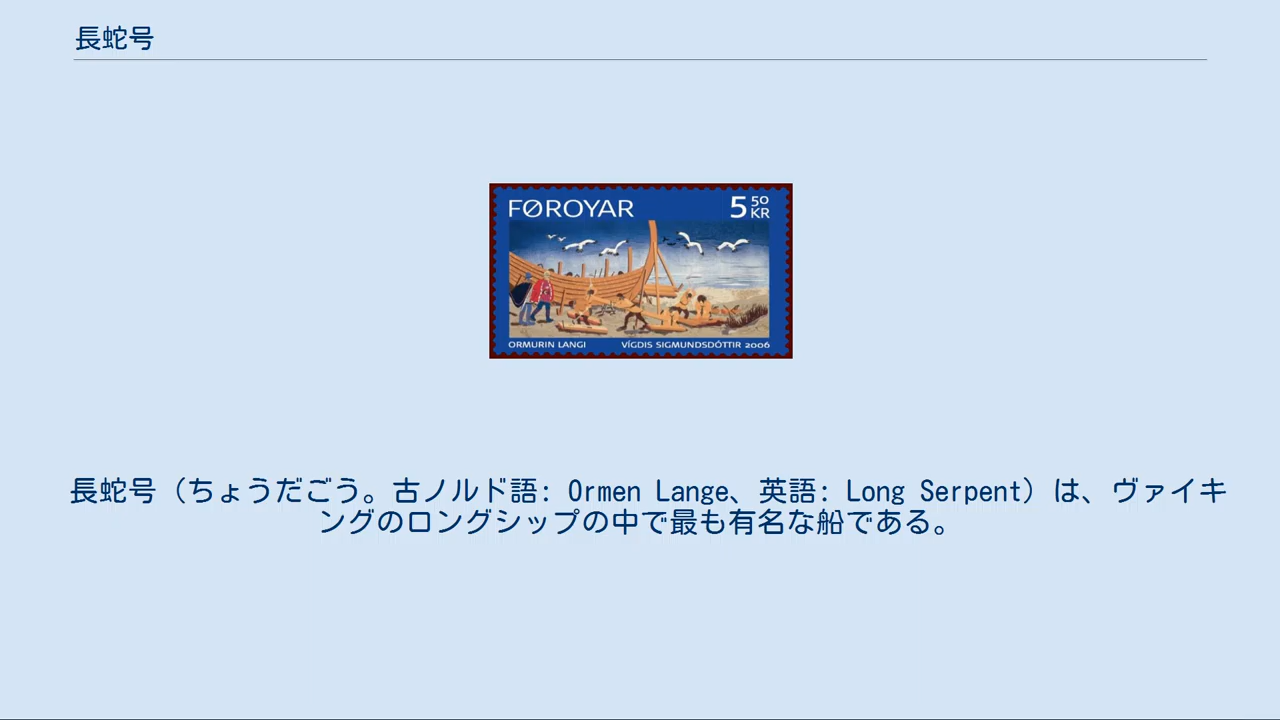 長蛇号
FØROYAR
5 50 KR
ORMURIN LANGI
VÍGDIS SIGMUNDSDÓTTIR 2006
長蛇号（ちょうだごう。古ノルド語: Ormen Lange、英語: Long Serpent）は、ヴァイキ
ングのロングシップの中で最も有名な船である。